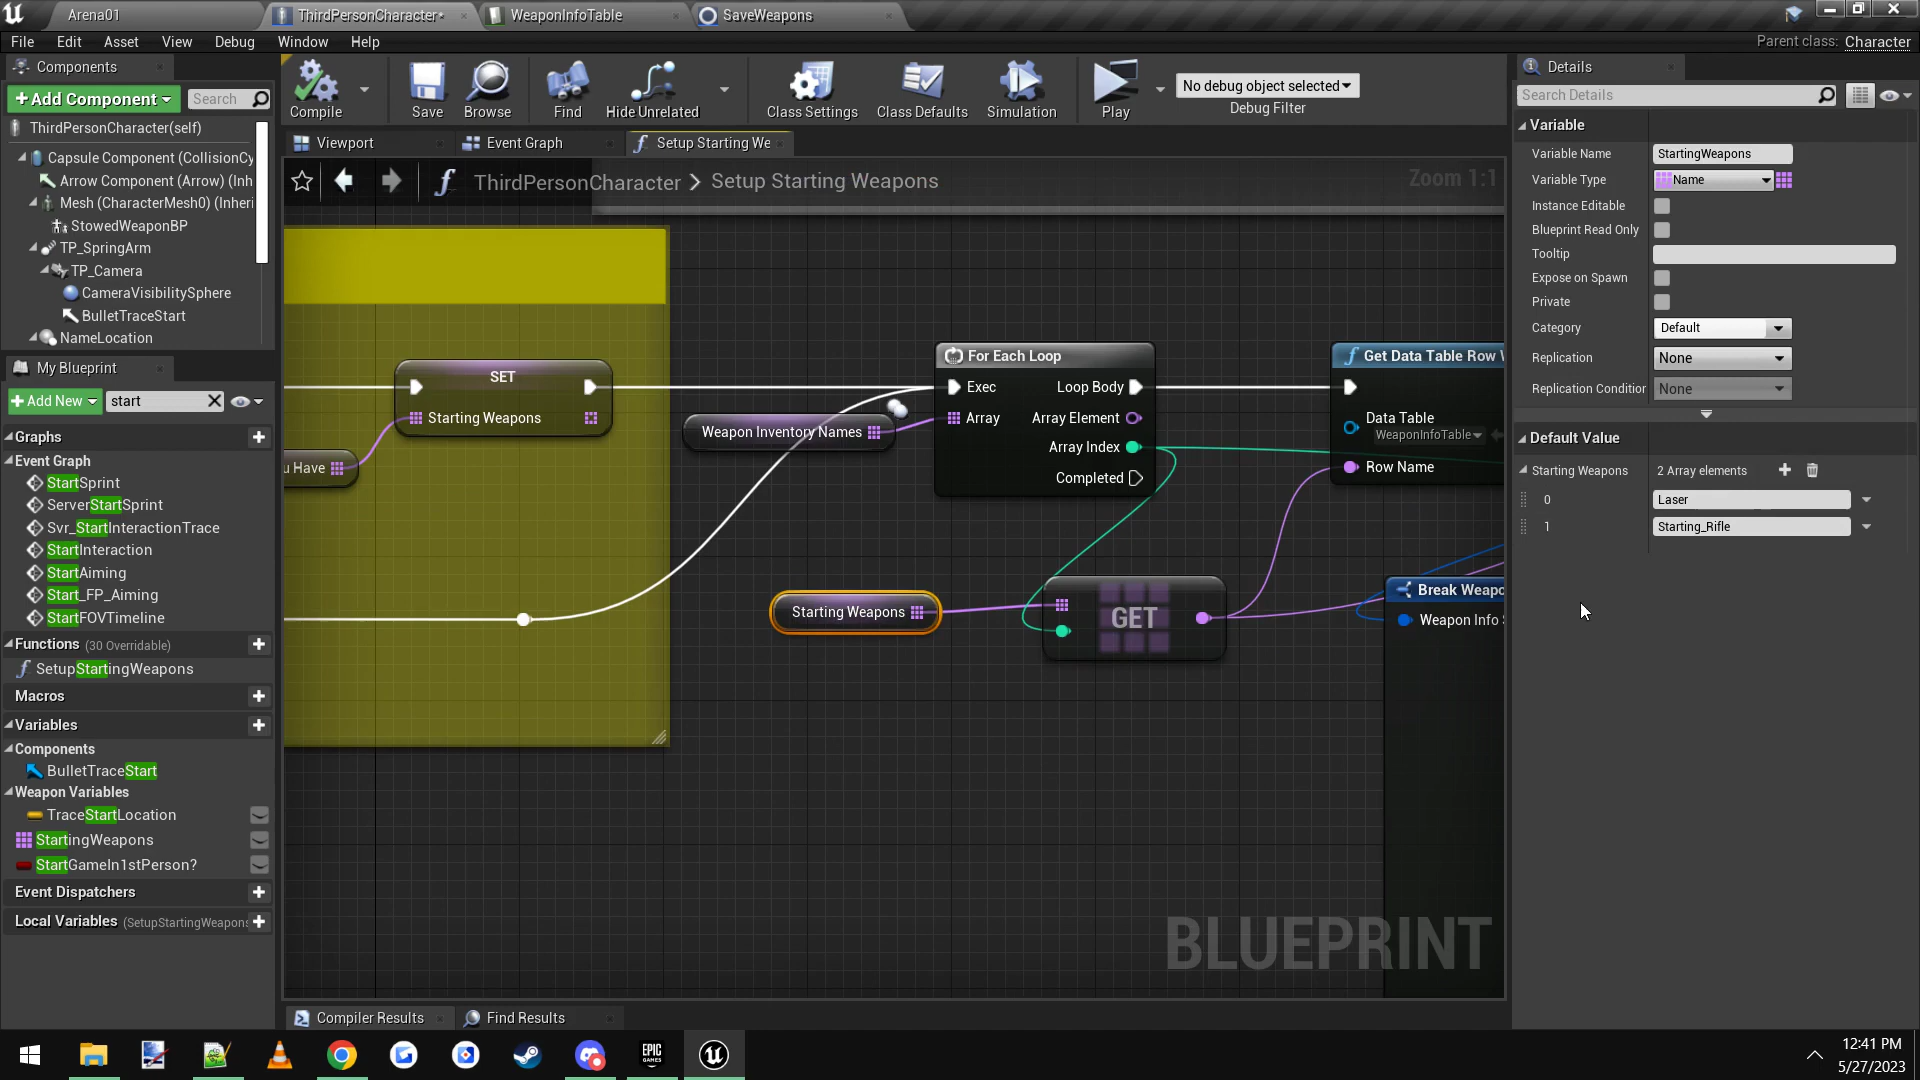 Arena01
ThirdPersonCharacter*
WeaponInfoTable
SaveWeapons
File Edit Asset View Debug Window Help
Parent class: Character
Components
+Add Component
Search
ThirdPersonCharacter(self)
Capsule Component (CollisionCy
Arrow Component (Arrow) (Inh
Mesh (CharacterMesh0) (Inheri
StowedWeaponBP
TP_SpringArm
TP_Camera
CameraVisibilitySphere
BulletTraceStart
NameLocation
My Blueprint
+Add New
start
Graphs
Event Graph
StartSprint
ServerStartSprint
Svr_StartInteractionTrace
StartInteraction
StartAiming
Start_FP_Aiming
StartFOVTimeline
Functions (30 Overridable)
SetupStartingWeapons
Macros
Variables
Components
BulletTraceStart
Weapon Variables
TraceStartLocation
StartingWeapons
StartGameIn1stPerson?
Event Dispatchers
Local Variables (SetupStartingWeapons
Compile
Save
Browse
Find
Hide Unrelated
Class Settings
Class Defaults
Simulation
Play
No debug object selected
Debug Filter
Viewport
Event Graph
Setup Starting We
ThirdPersonCharacter > Setup Starting Weapons
Zoom 1:1
SET
Starting Weapons
u Have
Weapon Inventory Names
For Each Loop
Exec
Loop Body
Array
Array Element
Array Index
Completed
Get Data Table Row
Data Table
WeaponInfoTable
Row Name
Starting Weapons
GET
Break Weapo
Weapon Info
BLUEPRINT
Compiler Results
Find Results
Details
Search Details
Variable
Variable Name StartingWeapons
Variable Type Name
Instance Editable
Blueprint Read Only
Tooltip
Expose on Spawn
Private
Category Default
Replication None
Replication Condition None
Default Value
Starting Weapons 2 Array elements
0 Laser
1 Starting_Rifle
EPIC
GAMES
12:41 PM
5/27/2023